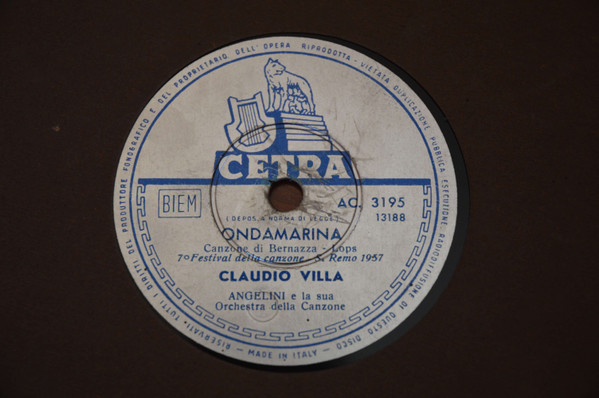 TUTTI I DIRITTI DEL PRODUTTORE FONOGRAFICO E DEL PROPRIETARIO DELL'OPERA RIPRODOTTA - VIETATA DUPLICAZIONE PUBBLICA ESECUZIONE RADIODIFFUSIONE DI QUESTO DISCO
RISERVATI
CETRA
BIEM
AC. 3195
13188
( DEPOS. A NORMA DI LEGGE )
ONDAMARINA
Canzone di Bernazza - Lops
7º Festival della canzone - S. Remo 1957
CLAUDIO VILLA
ANGELINI e la sua
Orchestra della Canzone
- MADE IN ITALY -